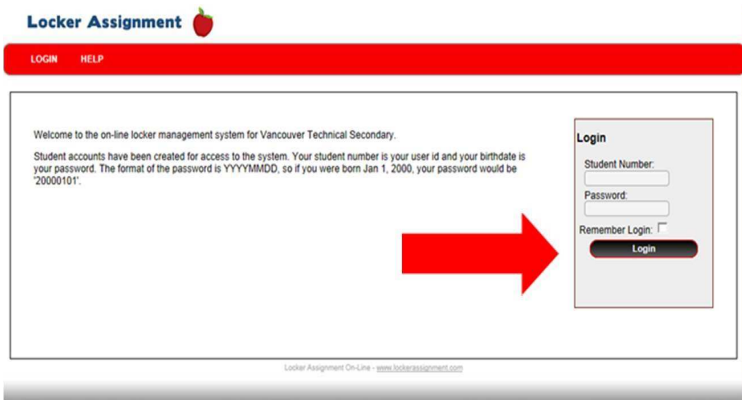 Locker Assignment
LOGIN HELP
Welcome to the on-line locker management system for Vancouver Technical Secondary.
Student accounts have been created for access to the system. Your student number is your user id and your birthdate is
your password. The format of the password is YYYYMMDD, so if you were born Jan 1, 2000, your password would be
'20000101'.
Login
Student Number:
Password:
Remember Login:
Login
Locker Assignment On-Line - www.lockerassignment.com